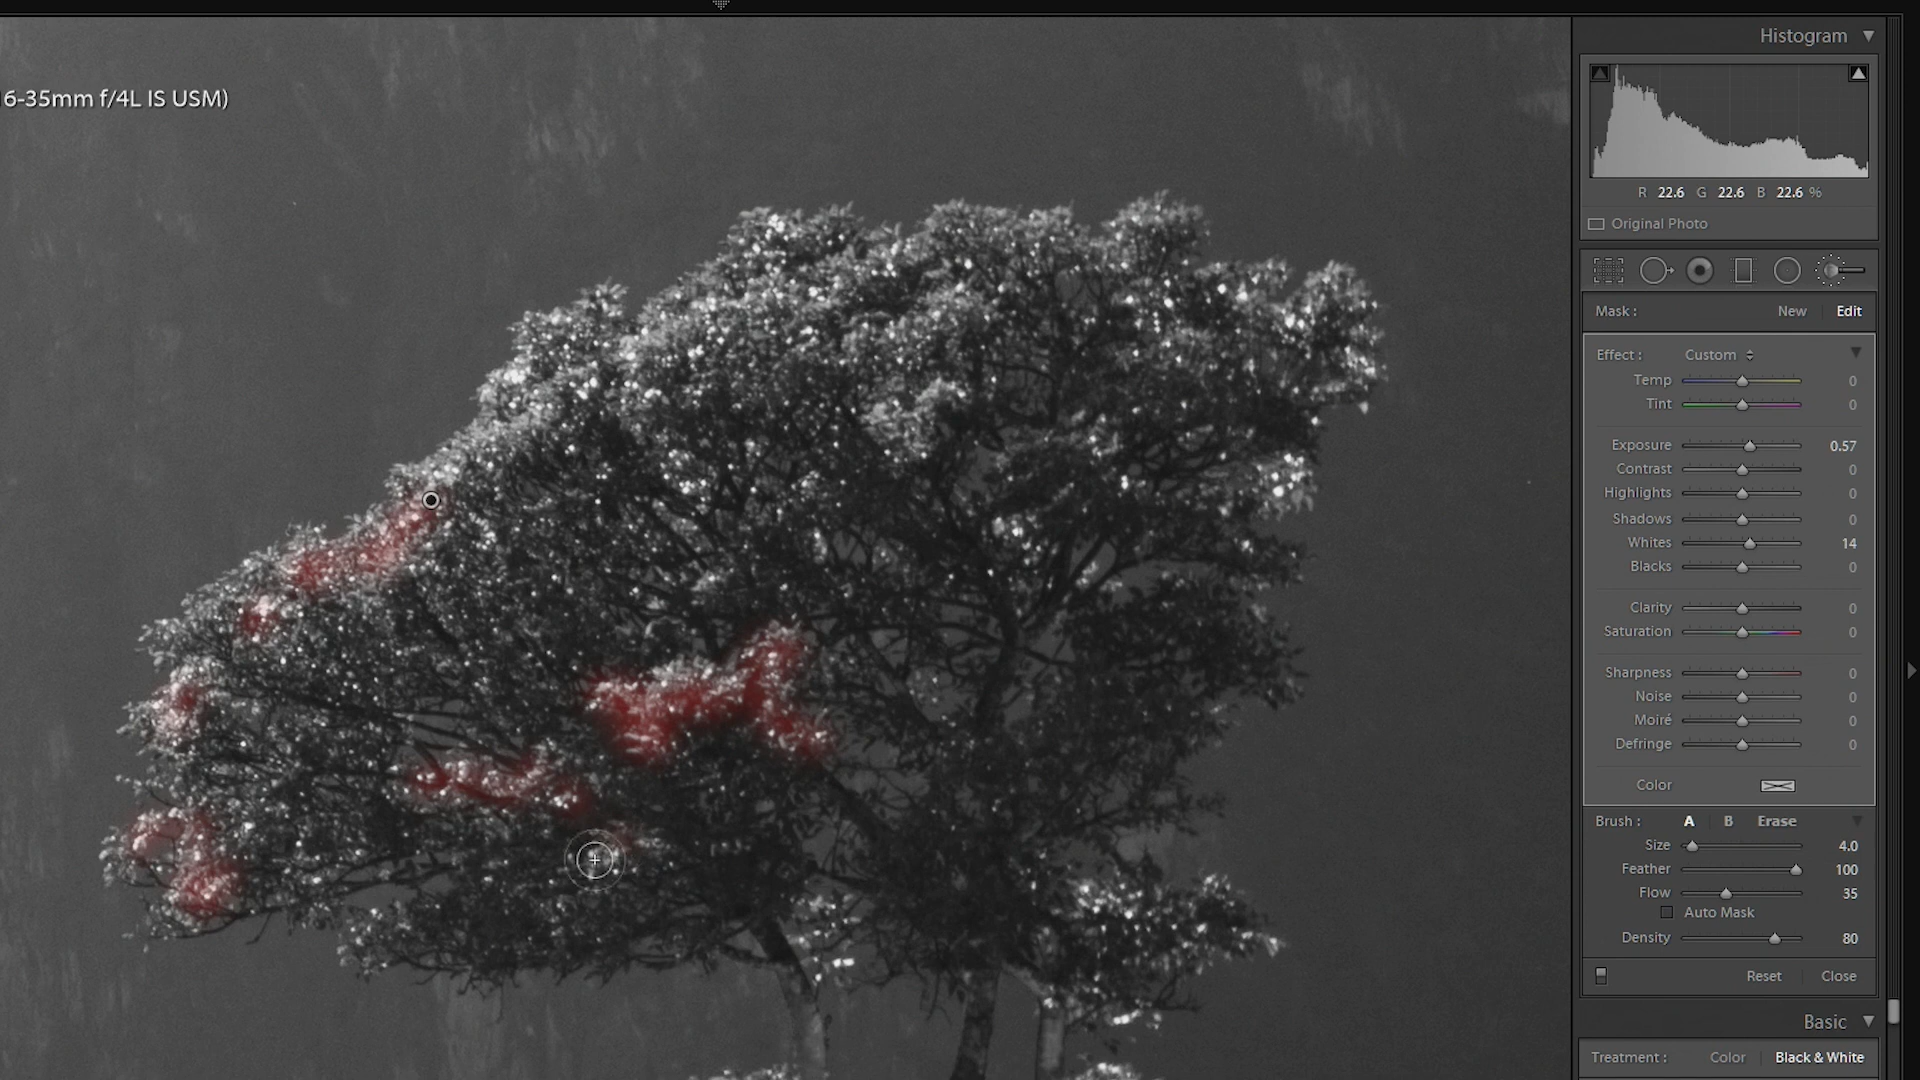 Histogram
6-35mm f/4L IS USM)
R 22.6 G 22.6 B 22.6 %
Original Photo
Mask : New Edit
Effect : Custom
Temp 0
Tint 0
Exposure 0.57
Contrast 0
Highlights 0
Shadows 0
Whites 14
Blacks 0
Clarity 0
Saturation 0
Sharpness 0
Noise 0
Moiré 0
Defringe 0
Color
Brush : A B Erase
Size 4.0
Feather 100
Flow 35
Auto Mask
Density 80
Reset Close
Basic
Treatment : Color Black & White